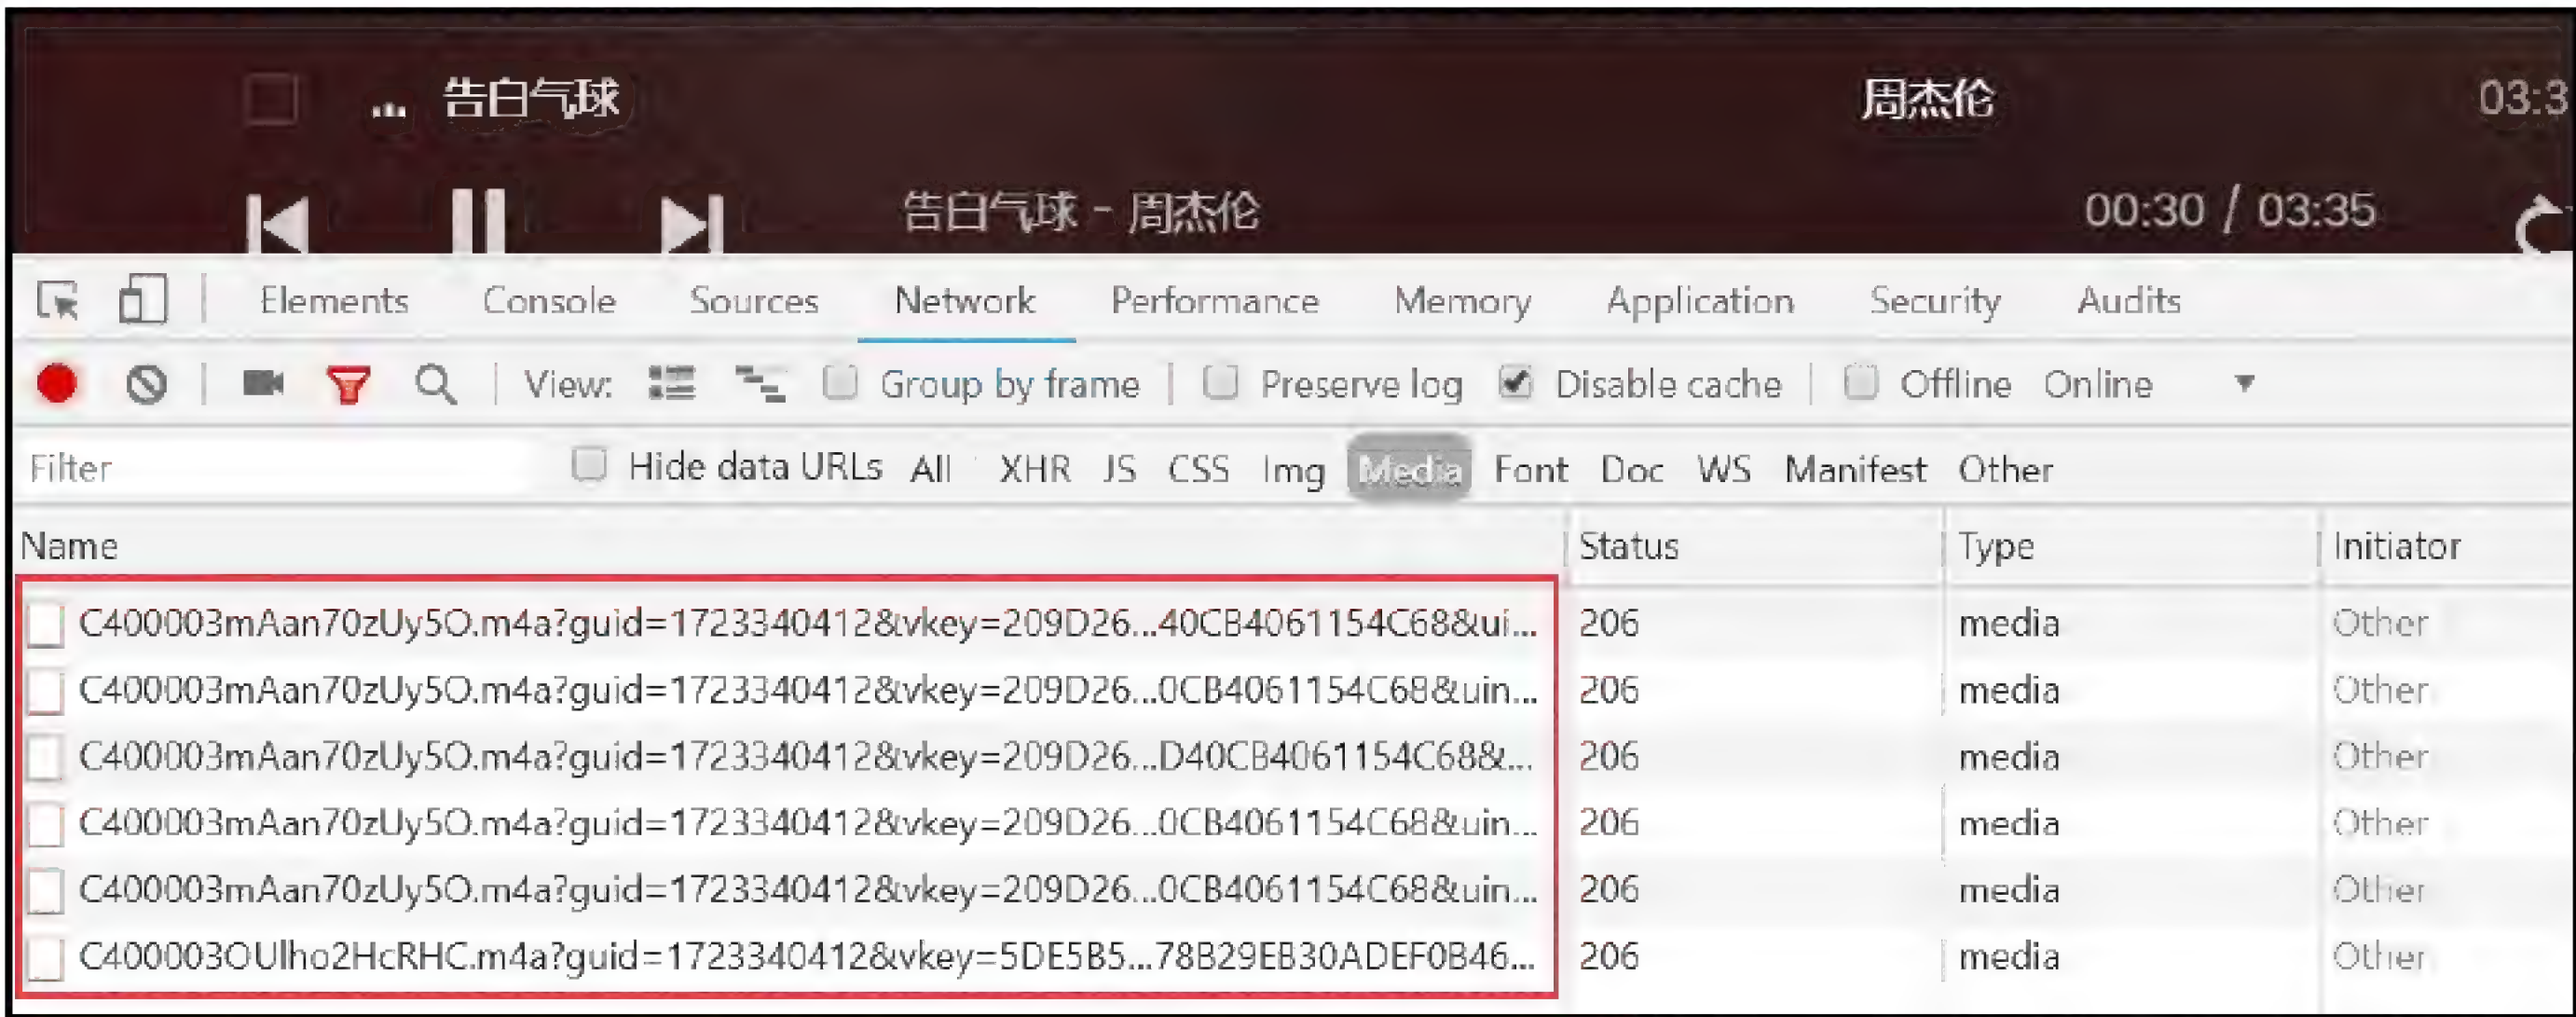 告白气球 周杰伦 03:3
告白气球 - 周杰伦 00:30 / 03:35
Elements Console Sources Network Performance Memory Application Security Audits
View: Group by frame Preserve log Disable cache Offline Online
Filter Hide data URLs All XHR JS CSS Img Media Font Doc WS Manifest Other
Name Status Type Initiator
C400003mAan70zUy5O.m4a?guid=1723340412&vkey=209D26...40CB4061154C68&ui... 206 media Other
C400003mAan70zUy5O.m4a?guid=1723340412&vkey=209D26...0CB4061154C68&uin... 206 media Other
C400003mAan70zUy5O.m4a?guid=1723340412&vkey=209D26...D40CB4061154C68&... 206 media Other
C400003mAan70zUy5O.m4a?guid=1723340412&vkey=209D26...0CB4061154C68&uin... 206 media Other
C400003mAan70zUy5O.m4a?guid=1723340412&vkey=209D26...0CB4061154C68&uin... 206 media Other
C400003OUlho2HcRHC.m4a?guid=1723340412&vkey=5DE5B5...78B29EB30ADEF0B46... 206 media Other